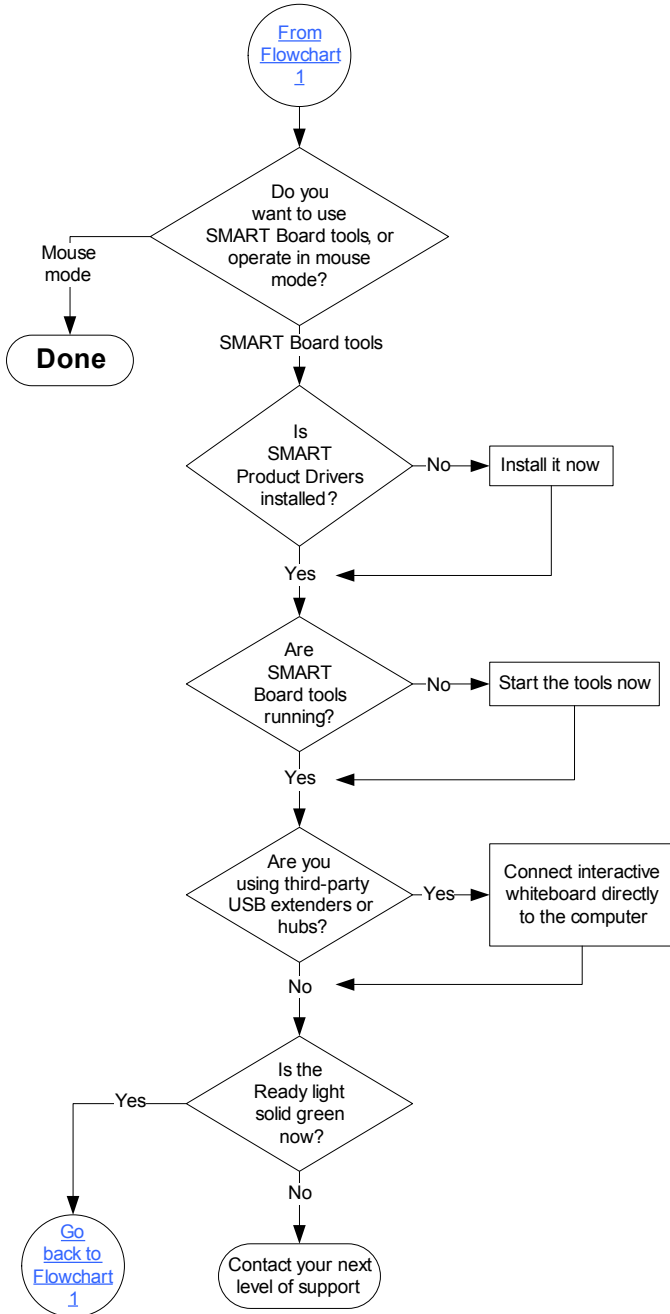 From
Flowchart
1
Do you
want to use
SMART Board tools, or
operate in mouse
mode?
Mouse
mode
Done
SMART Board tools
Is
SMART
Product Drivers
installed?
No
Install it now
Yes
Are
SMART
Board tools
running?
No
Start the tools now
Yes
Are you
using third-party
USB extenders or
hubs?
Yes
Connect interactive
whiteboard directly
to the computer
No
Is the
Ready light
solid green
now?
Yes
No
Go
back to
Flowchart
1
Contact your next
level of support